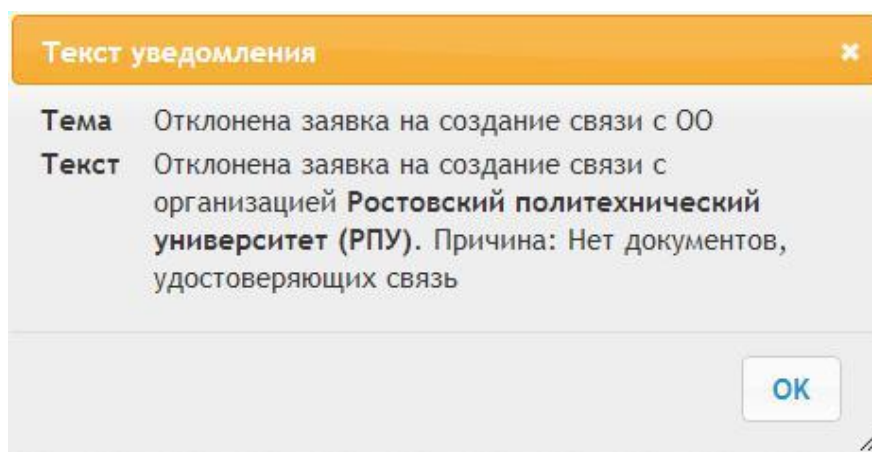 Текст уведомления
Тема Отклонена заявка на создание связи с ОО
Текст Отклонена заявка на создание связи с
организацией Ростовский политехнический
университет (РПУ). Причина: Нет документов,
удостоверяющих связь
OK